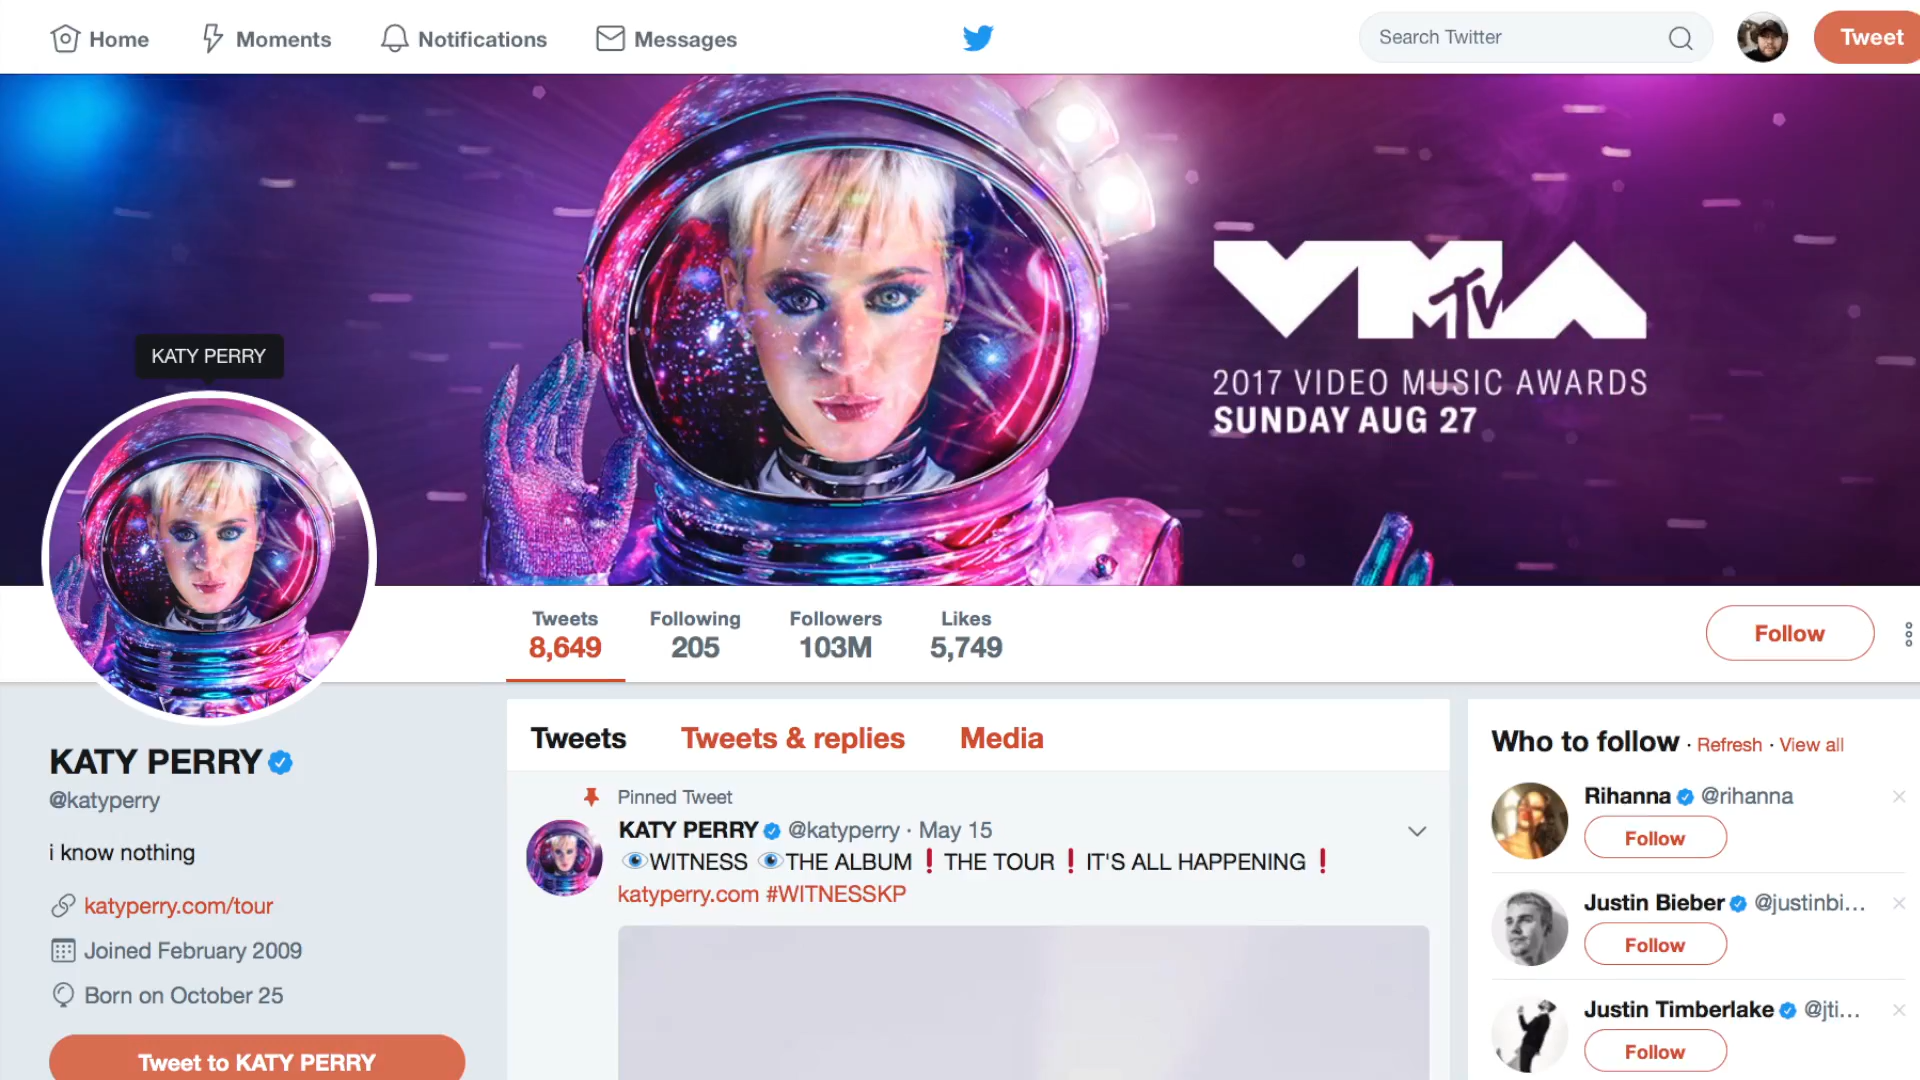 Home
Moments
Notifications
Messages
Search Twitter
Tweet
VMA
MTV
2017 VIDEO MUSIC AWARDS
SUNDAY AUG 27
KATY PERRY
Tweets
8,649
Following
205
Followers
103M
Likes
5,749
Follow
KATY PERRY
@katyperry
i know nothing
katyperry.com/tour
Joined February 2009
Born on October 25
Tweet to KATY PERRY
Tweets Tweets & replies Media
Pinned Tweet
KATY PERRY @katyperry · May 15
👁WITNESS 👁THE ALBUM❗THE TOUR❗IT'S ALL HAPPENING❗
katyperry.com #WITNESSKP
Who to follow · Refresh · View all
Rihanna @rihanna
Follow
Justin Bieber @justinbi...
Follow
Justin Timberlake @jti...
Follow